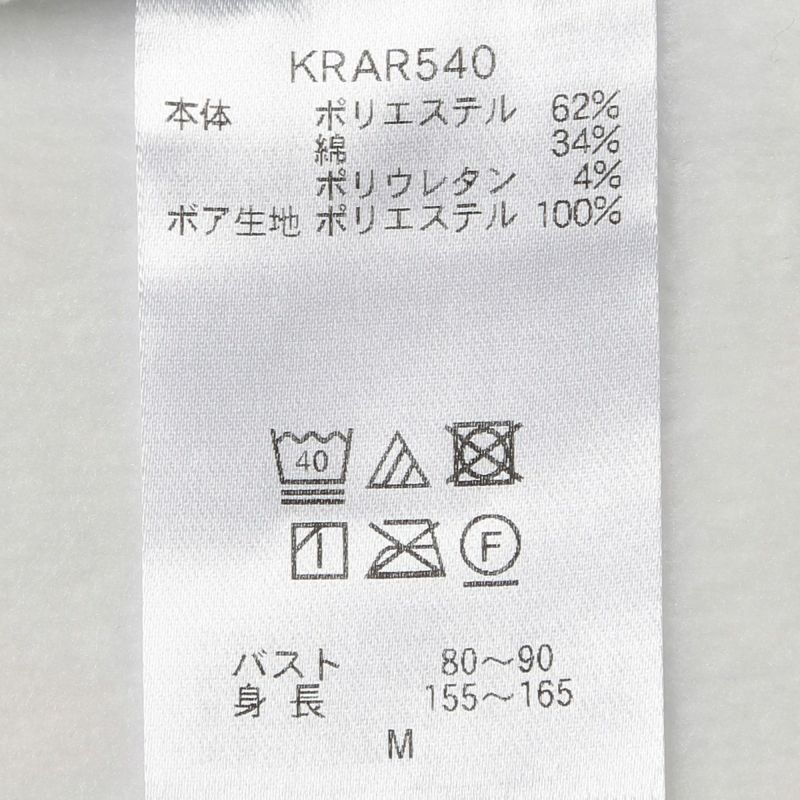 KRAR540
本体 ポリエステル 62%
綿 34%
ポリウレタン 4%
ボア生地 ポリエステル 100%
40
F
バスト 80～90
身長 155～165
M